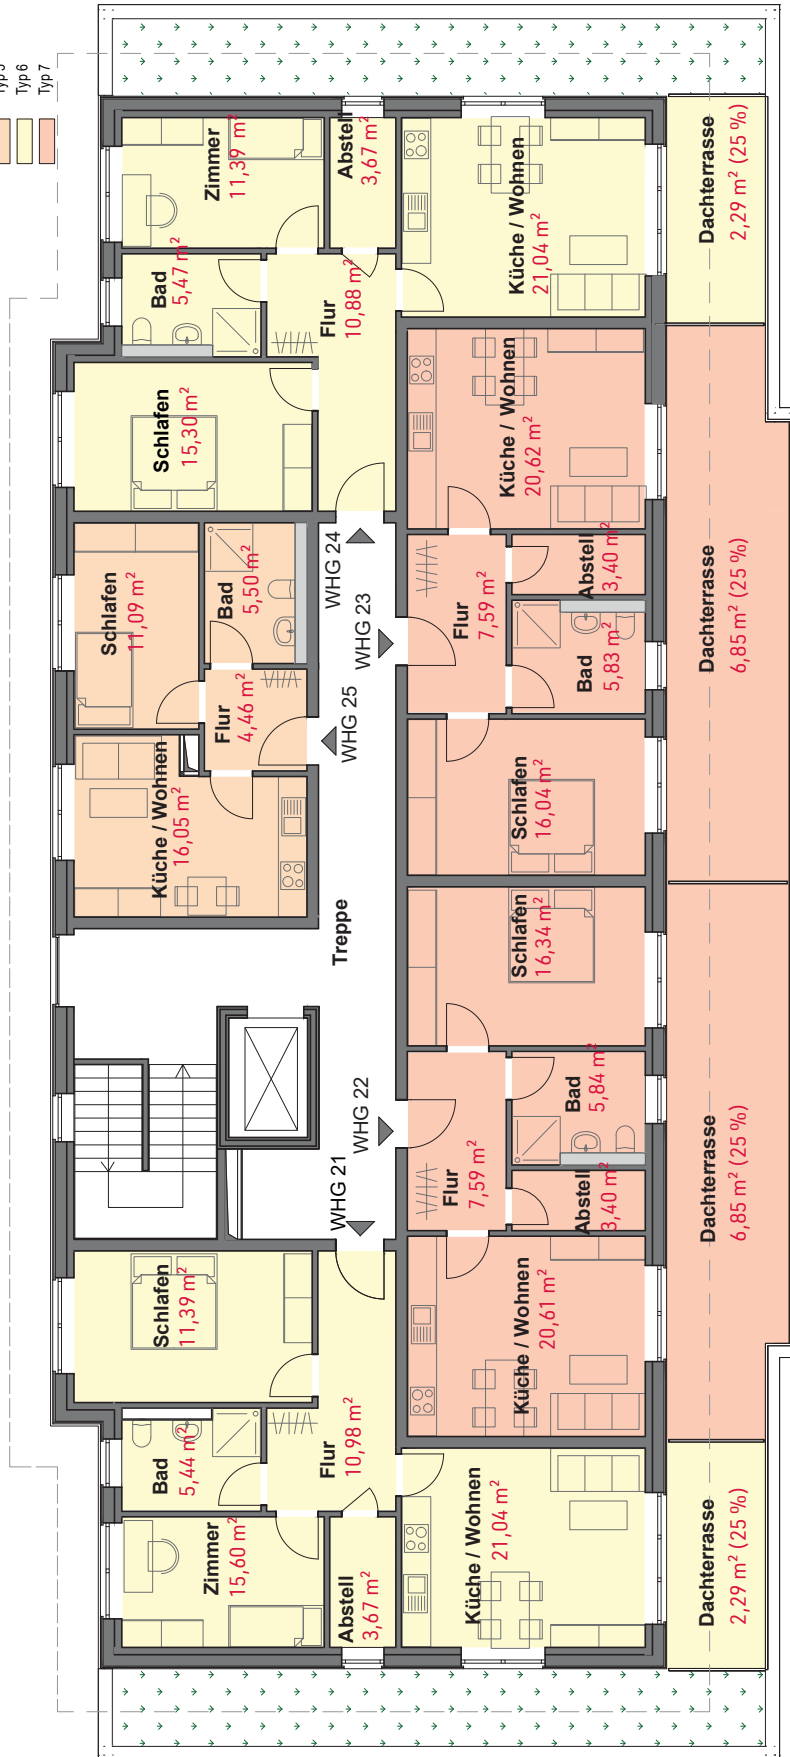 Typ 6
Typ 7
Zimmer
11,39 m²
Abstell
3,67 m²
Küche / Wohnen
21,04 m²
Dachterrasse
2,29 m² (25 %)
Bad
5,47 m²
Flur
10,88 m²
Schlafen
15,30 m²
Küche / Wohnen
20,62 m²
Schlafen
11,09 m²
Bad
5,50 m²
WHG 24
WHG 23
Flur
7,59 m²
Abstell
3,40 m²
Bad
5,83 m²
Dachterrasse
6,85 m² (25 %)
Flur
4,46 m²
WHG 25
Küche / Wohnen
16,05 m²
Schlafen
16,04 m²
Treppe
Schlafen
16,34 m²
WHG 22
WHG 21
Flur
7,59 m²
Bad
5,84 m²
Abstell
3,40 m²
Dachterrasse
6,85 m² (25 %)
Schlafen
11,39 m²
Küche / Wohnen
20,61 m²
Bad
5,44 m²
Flur
10,98 m²
Zimmer
15,60 m²
Abstell
3,67 m²
Küche / Wohnen
21,04 m²
Dachterrasse
2,29 m² (25 %)